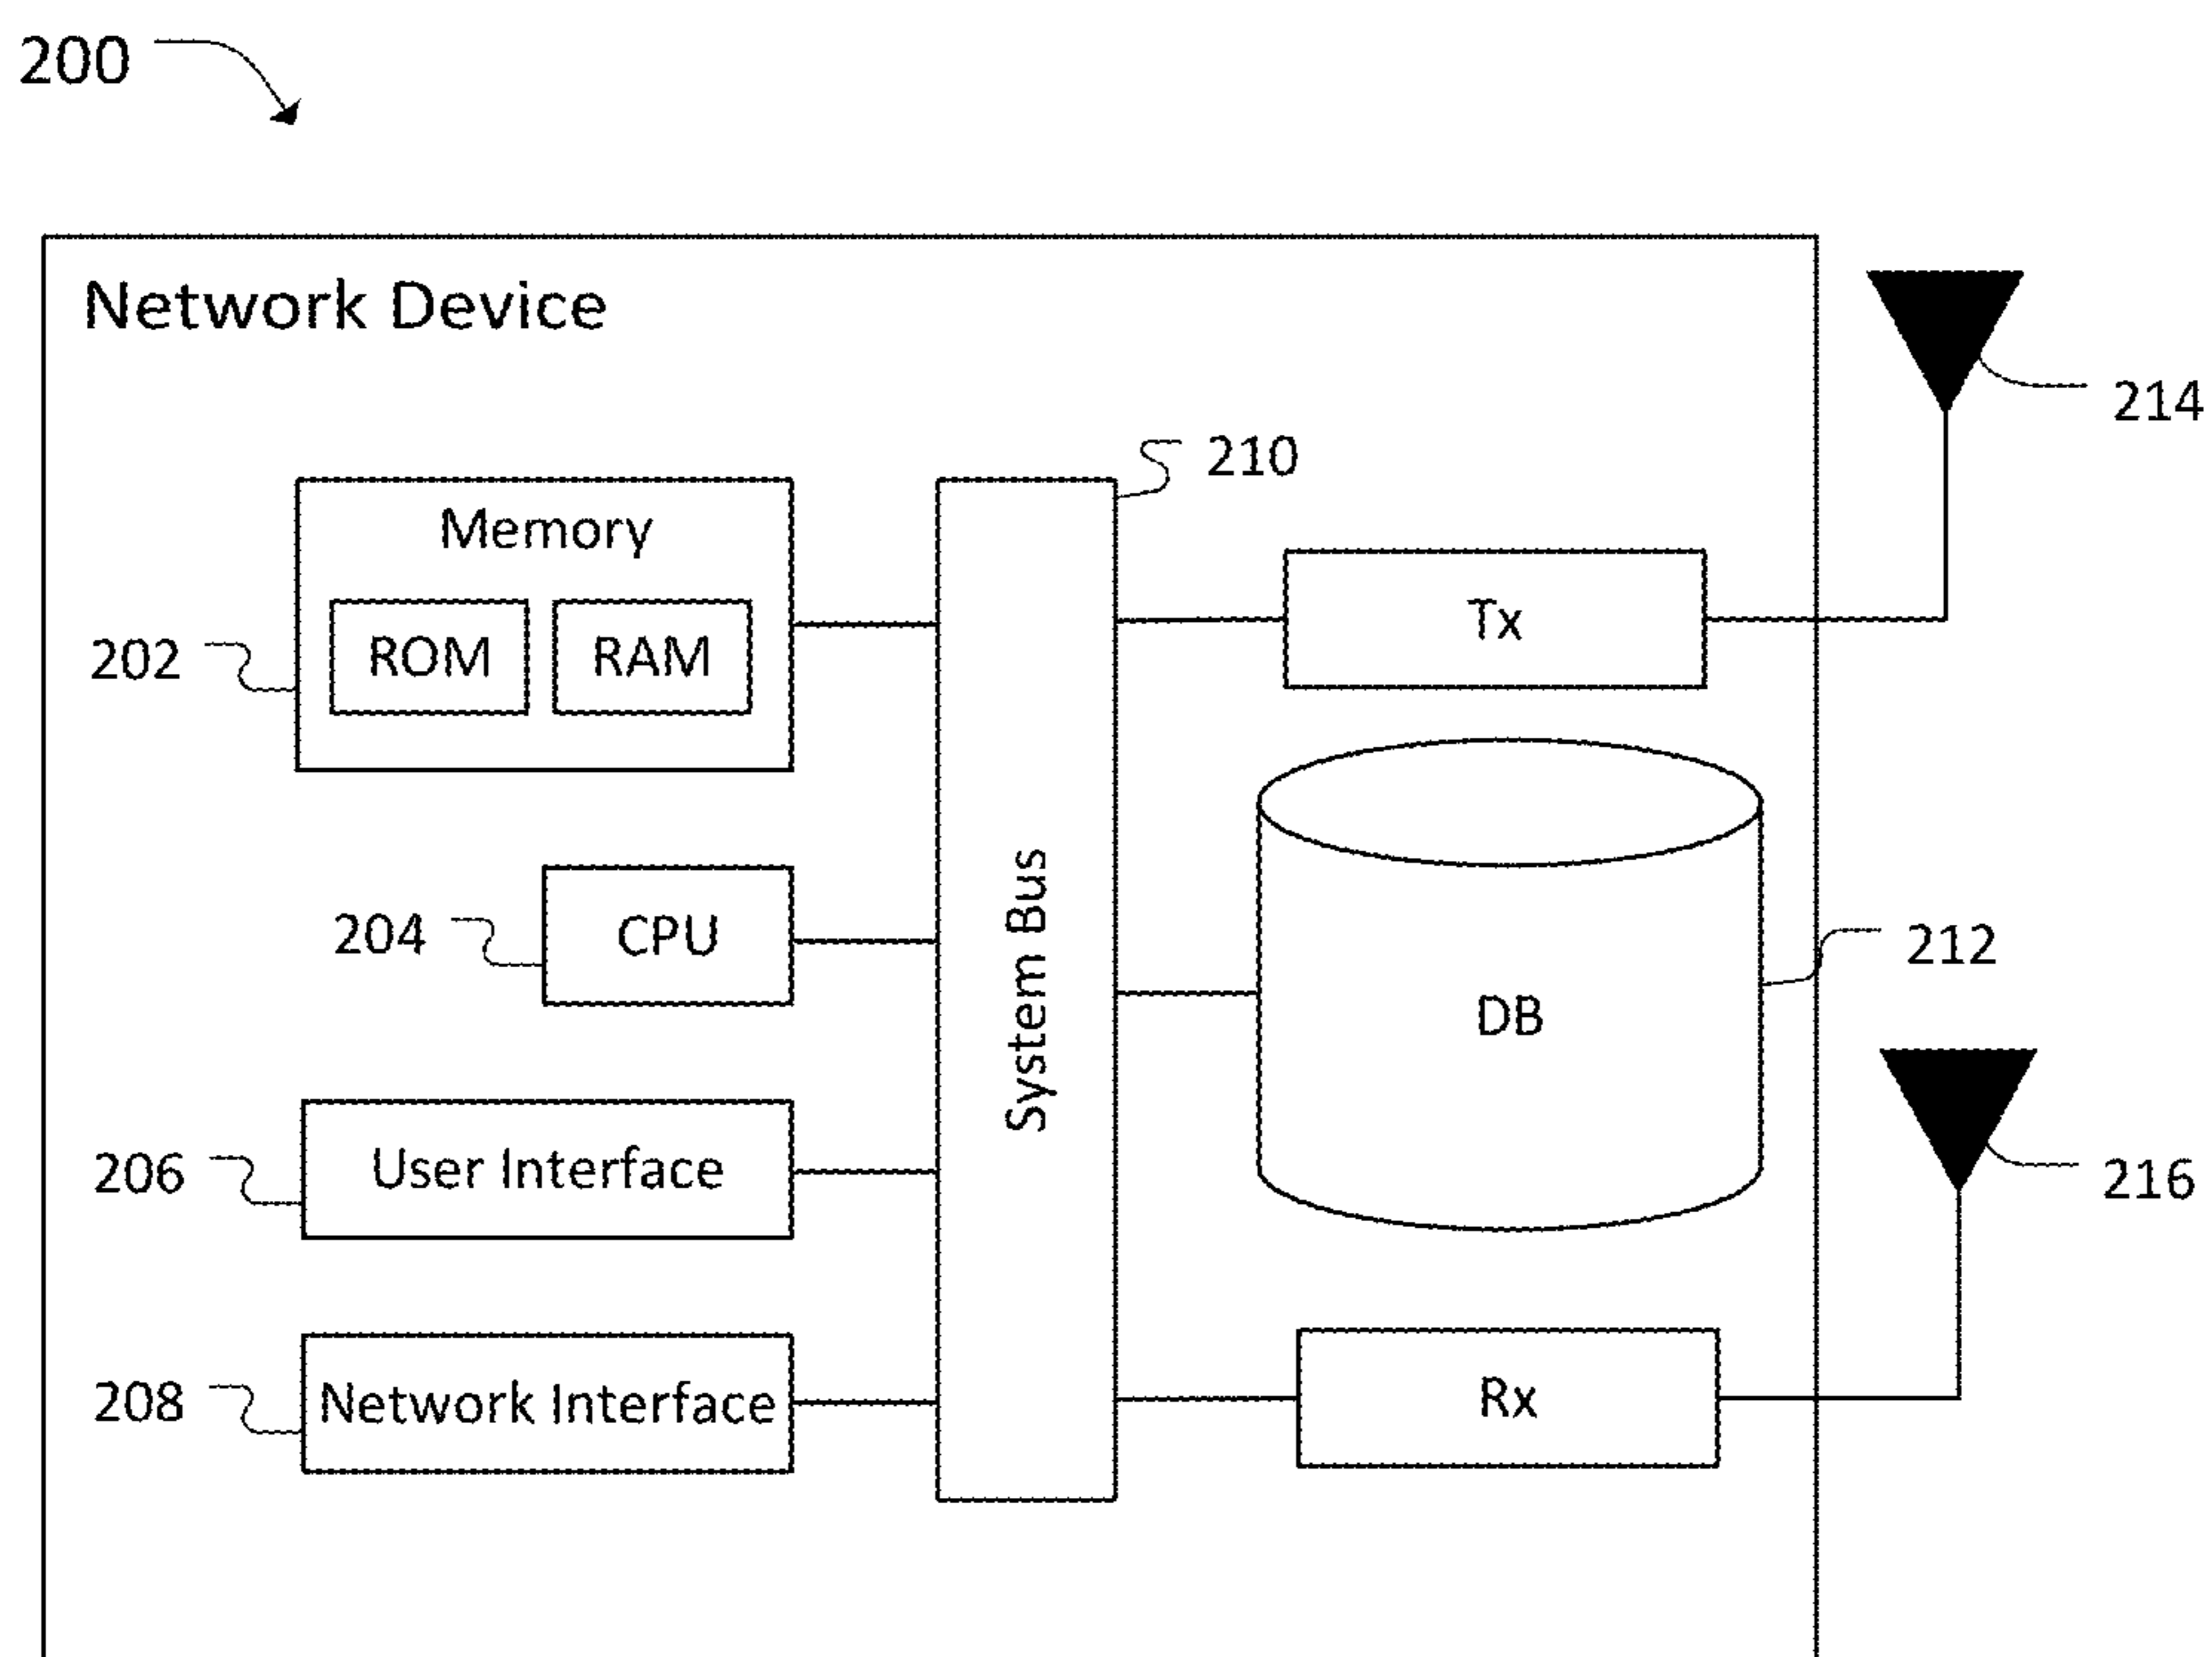 200
Network Device
214
210
Memory
Tx
ROM
RAM
202
204
CPU
System Bus
212
DB
206
User Interface
216
208
Network Interface
Rx